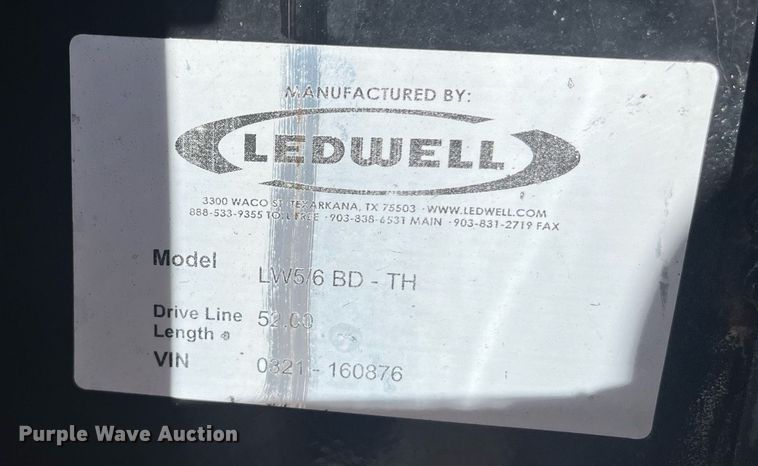 MANUFACTURED BY:
LEDWELL
3300 WACO ST. TEXARKANA, TX 75503 · WWW.LEDWELL.COM
888-533-9355 TOLL FREE · 903-838-6531 MAIN · 903-831-2719 FAX
Model LW5/6 BD - TH
Drive Line Length 52.00
VIN 0821 - 160876
Purple Wave Auction